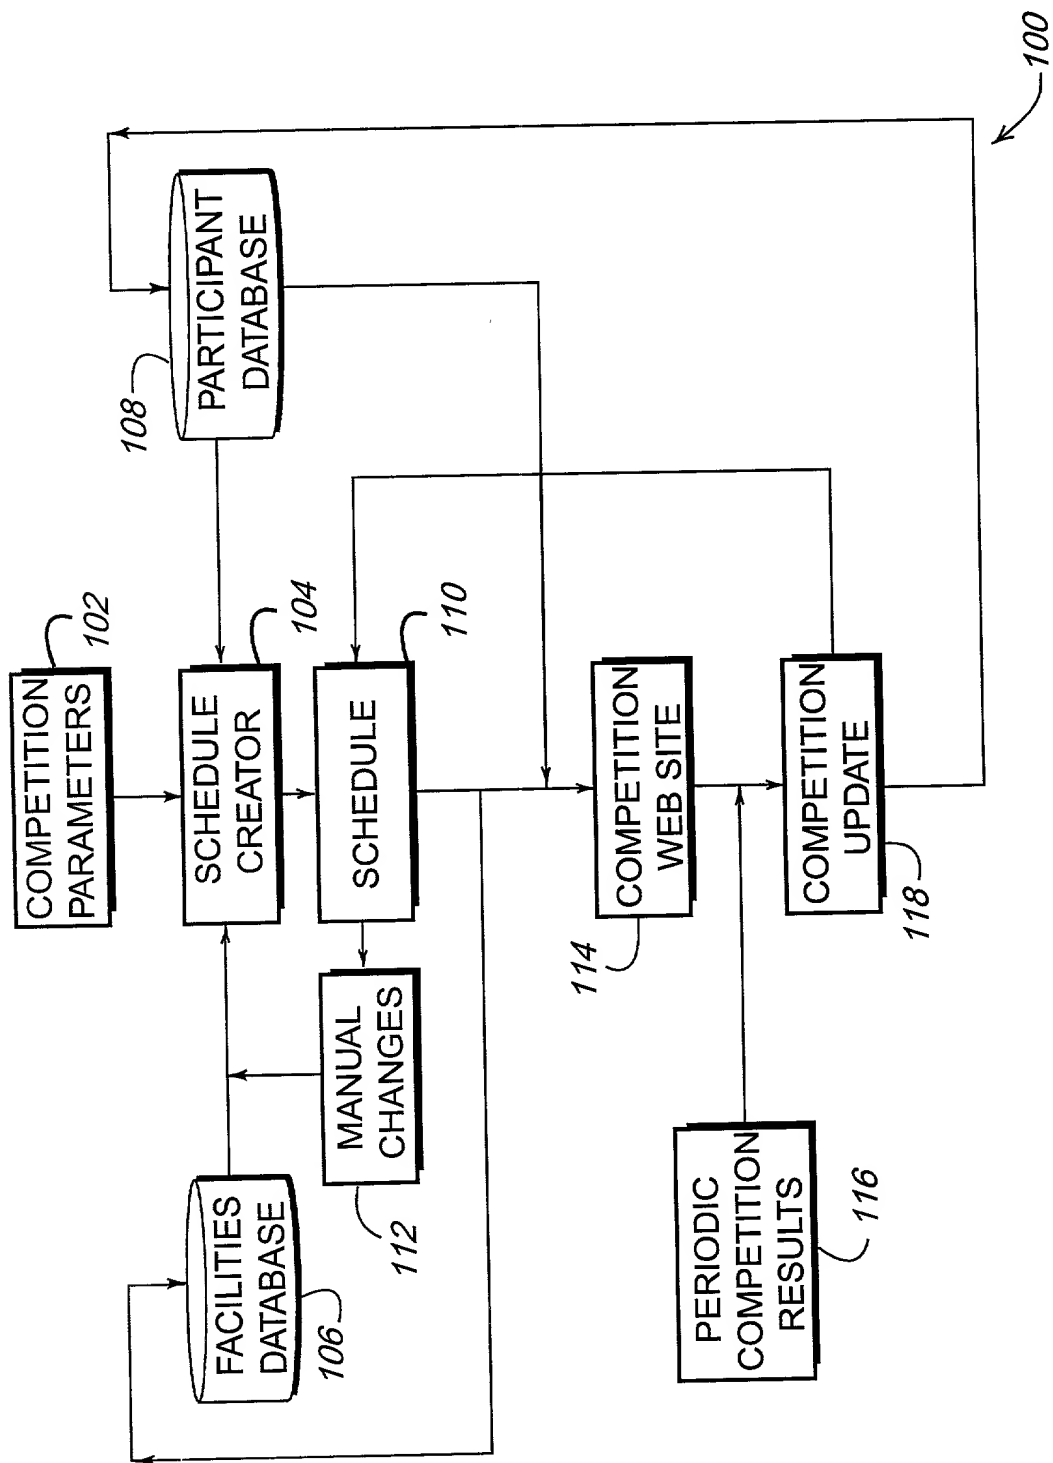 COMPETITION
PARAMETERS
102
SCHEDULE
CREATOR
104
FACILITIES
DATABASE
106
PARTICIPANT
DATABASE
108
SCHEDULE
110
MANUAL
CHANGES
112
COMPETITION
WEB SITE
114
PERIODIC
COMPETITION
RESULTS
116
COMPETITION
UPDATE
118
100